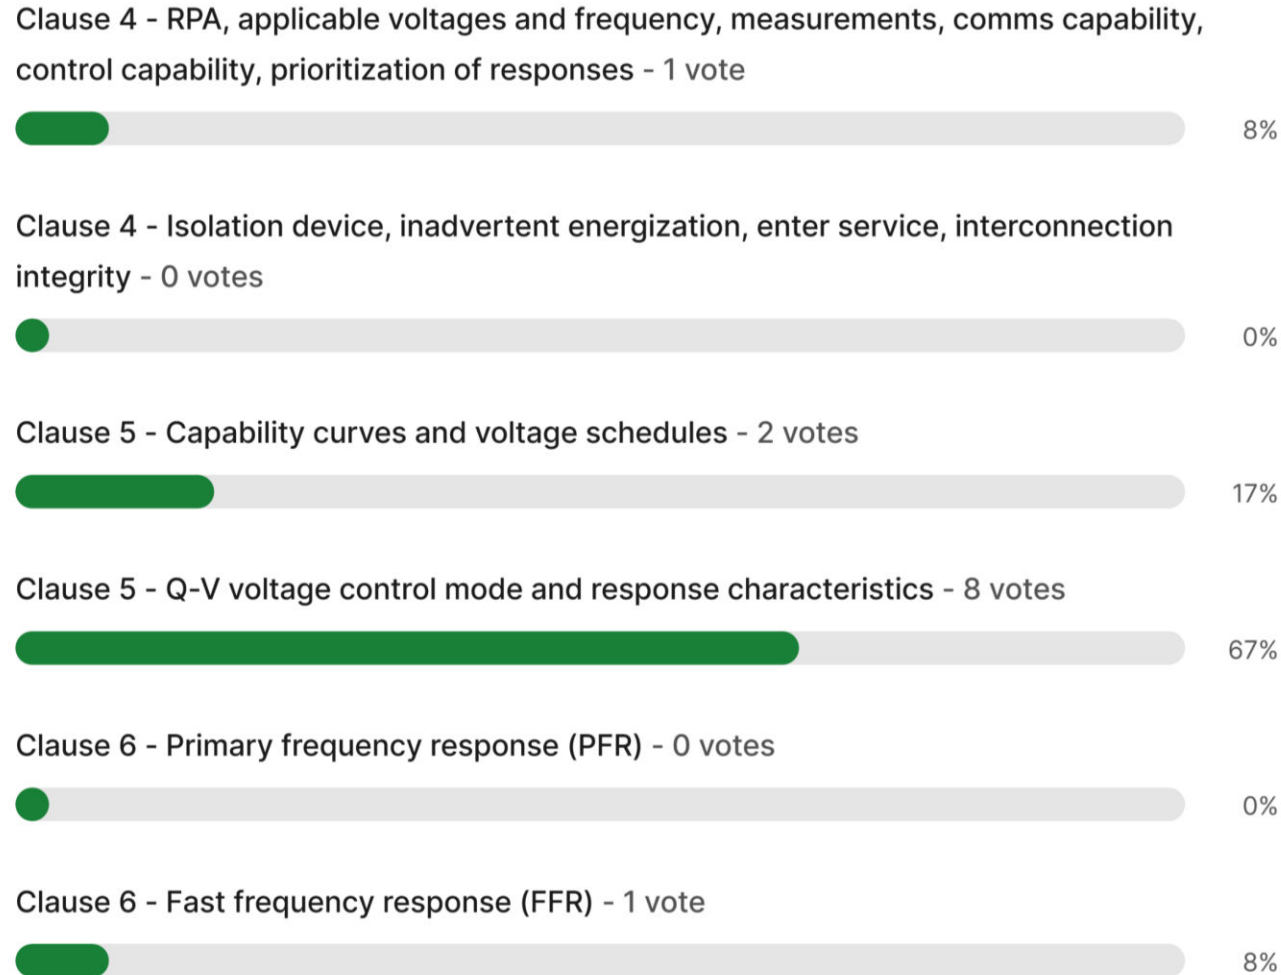 Clause 4 - RPA, applicable voltages and frequency, measurements, comms capability,
control capability, prioritization of responses - 1 vote
8%
Clause 4 - Isolation device, inadvertent energization, enter service, interconnection
integrity - 0 votes
0%
Clause 5 - Capability curves and voltage schedules - 2 votes
17%
Clause 5 - Q-V voltage control mode and response characteristics - 8 votes
67%
Clause 6 - Primary frequency response (PFR) - 0 votes
0%
Clause 6 - Fast frequency response (FFR) - 1 vote
8%